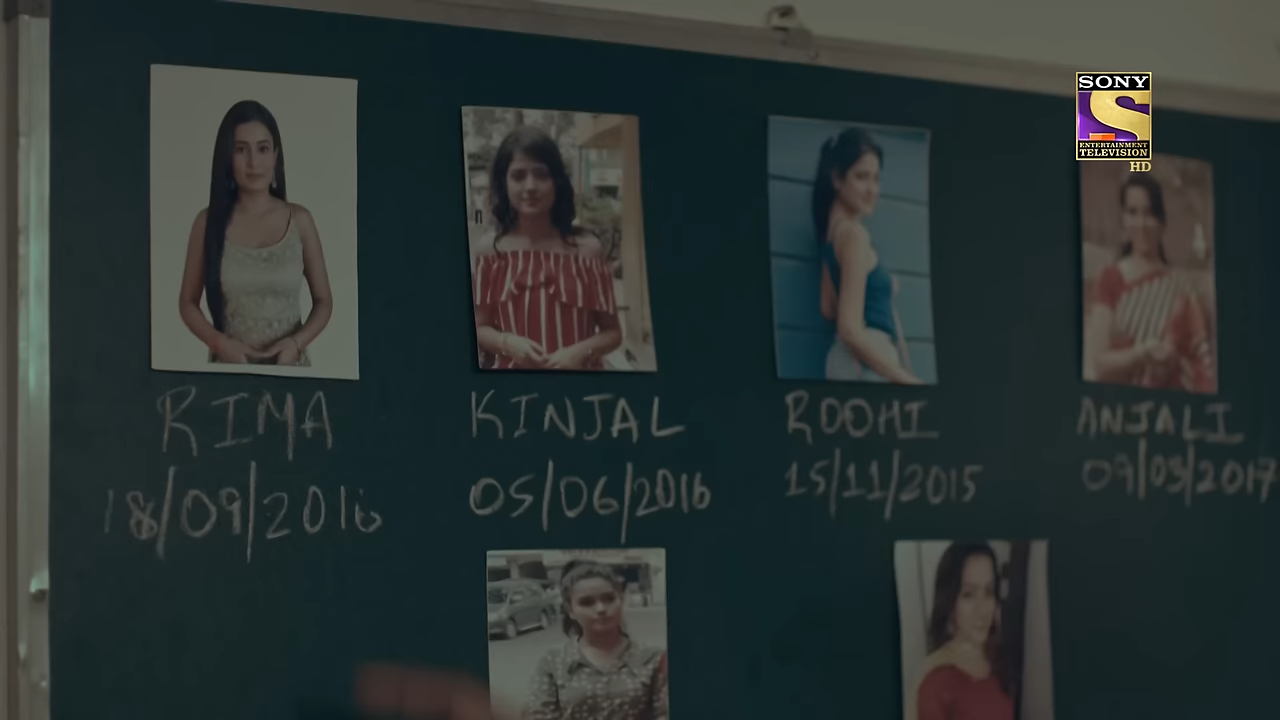 SONY
ENTERTAINMENT
TELEVISION
HD
RIMA
18/09/2016
KINJAL
05/06/2016
ROOHI
15/11/2015
ANJALI
09/03/2017